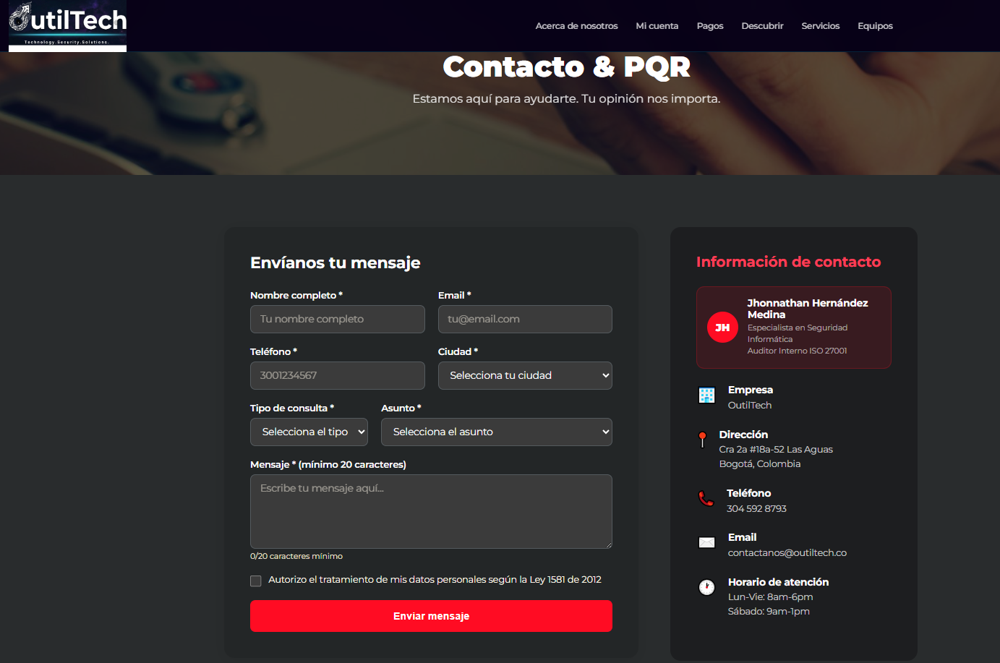 OutilTech
Technology.Security.Solutions.
Acerca de nosotros
Mi cuenta
Pagos
Descubrir
Servicios
Equipos
Contacto & PQR
Estamos aquí para ayudarte. Tu opinión nos importa.
Envíanos tu mensaje
Nombre completo *
Email *
Tu nombre completo
tu@email.com
Teléfono *
Ciudad *
3001234567
Selecciona tu ciudad
Tipo de consulta *
Asunto *
Selecciona el tipo
Selecciona el asunto
Mensaje * (mínimo 20 caracteres)
Escribe tu mensaje aquí...
0/20 caracteres mínimo
Autorizo el tratamiento de mis datos personales según la Ley 1581 de 2012
Enviar mensaje
Información de contacto
JH
Jhonnathan Hernández
Medina
Especialista en Seguridad
Informática
Auditor Interno ISO 27001
Empresa
OutilTech
Dirección
Cra 2a #18a-52 Las Aguas
Bogotá, Colombia
Teléfono
304 592 8793
Email
contactanos@outiltech.co
Horario de atención
Lun-Vie: 8am-6pm
Sábado: 9am-1pm